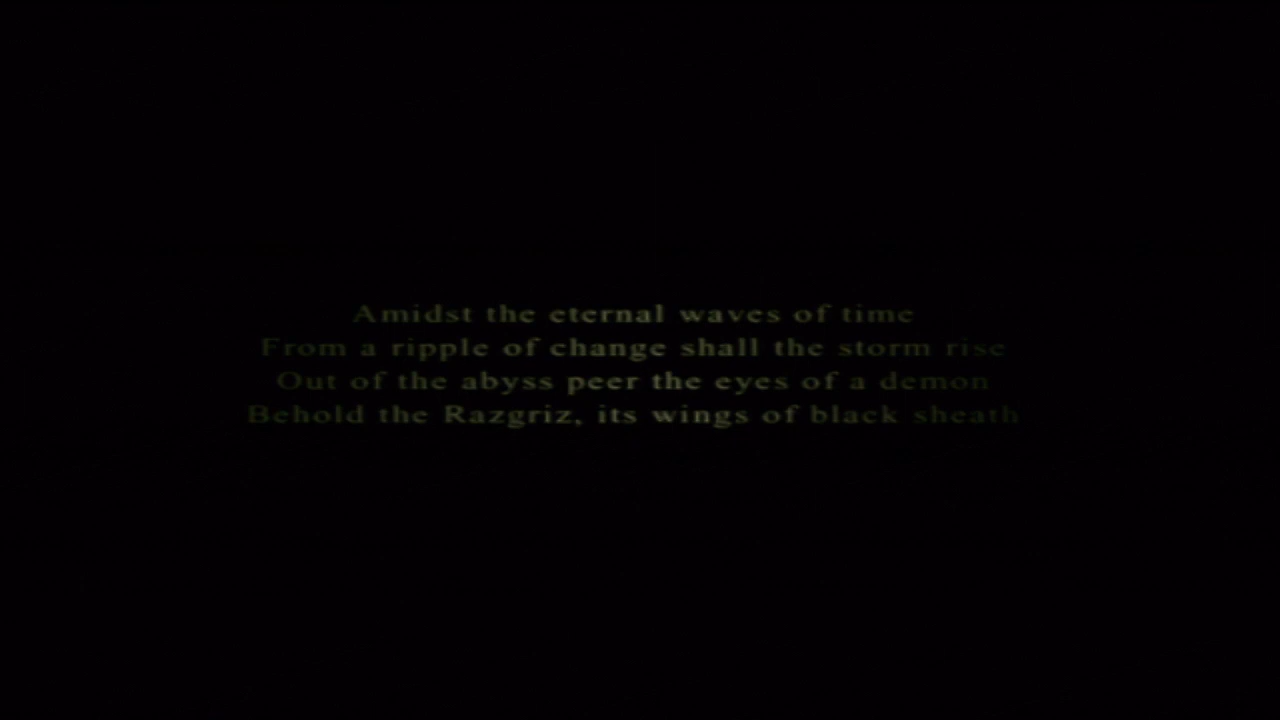 Amidst the eternal waves of time
From a ripple of change shall the storm rise
Out of the abyss peer the eyes of a demon
Behold the Razgriz, its wings of black sheath